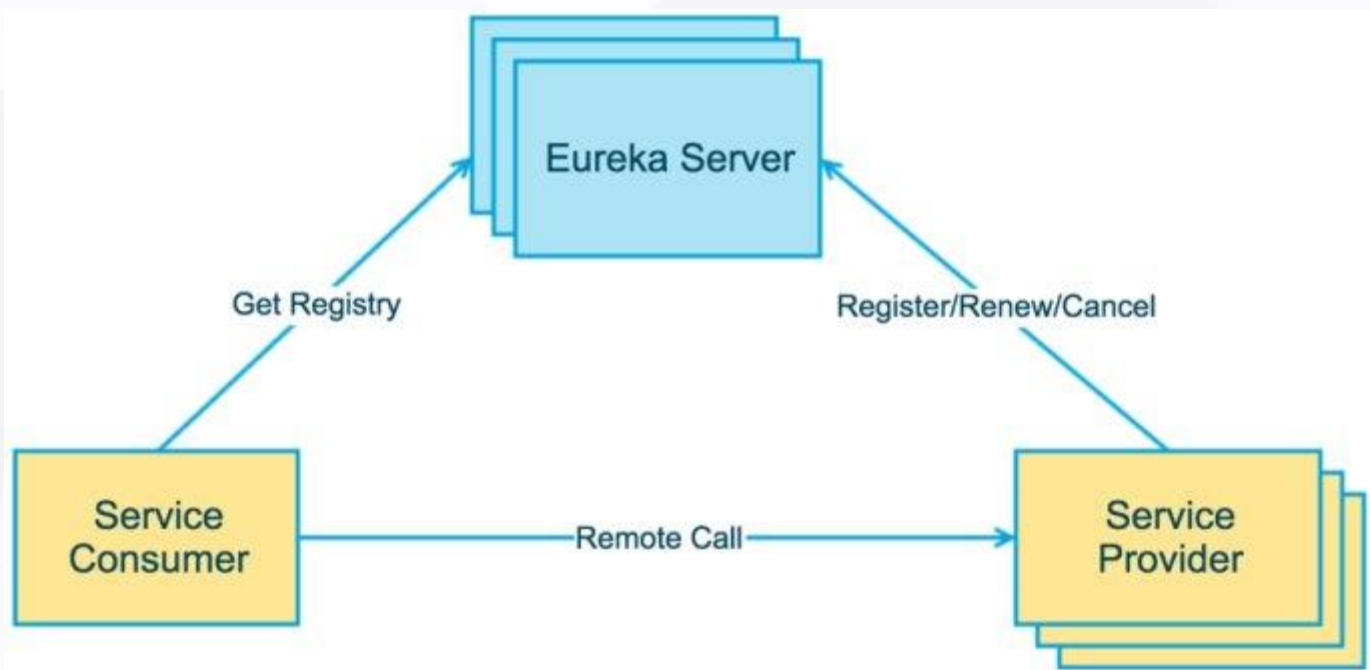 Eureka Server
Get Registry
Register/Renew/Cancel
Service
Consumer
Remote Call
Service
Provider